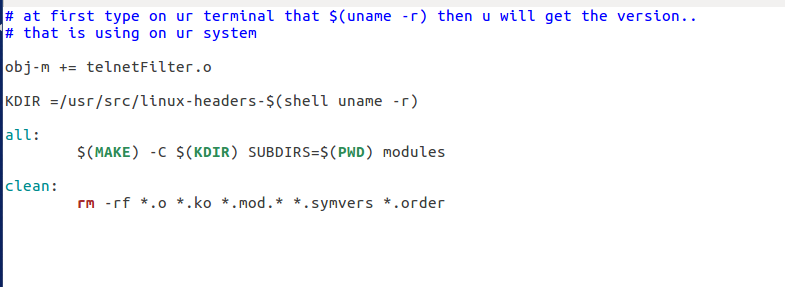 # at first type on ur terminal that $(uname -r) then u will get the version..
# that is using on ur system
obj-m += telnetFilter.o
KDIR =/usr/src/linux-headers-$(shell uname -r)
all:
$(MAKE) -C $(KDIR) SUBDIRS=$(PWD) modules
clean:
rm -rf *.o *.ko *.mod.* *.symvers *.order